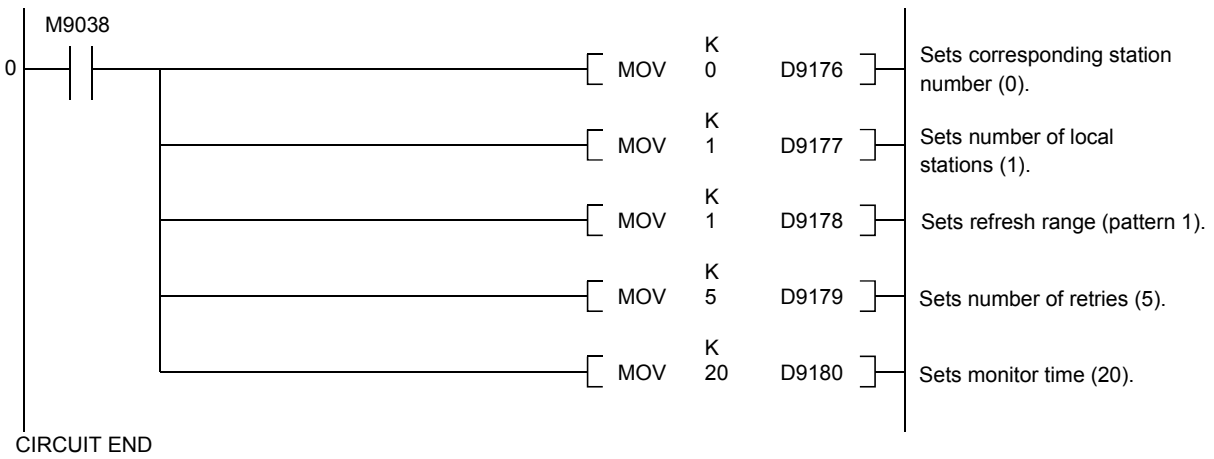 M9038
0
K
MOV 0 D9176
Sets corresponding station
number (0).
K
MOV 1 D9177
Sets number of local
stations (1).
K
MOV 1 D9178
Sets refresh range (pattern 1).
K
MOV 5 D9179
Sets number of retries (5).
K
MOV 20 D9180
Sets monitor time (20).
CIRCUIT END